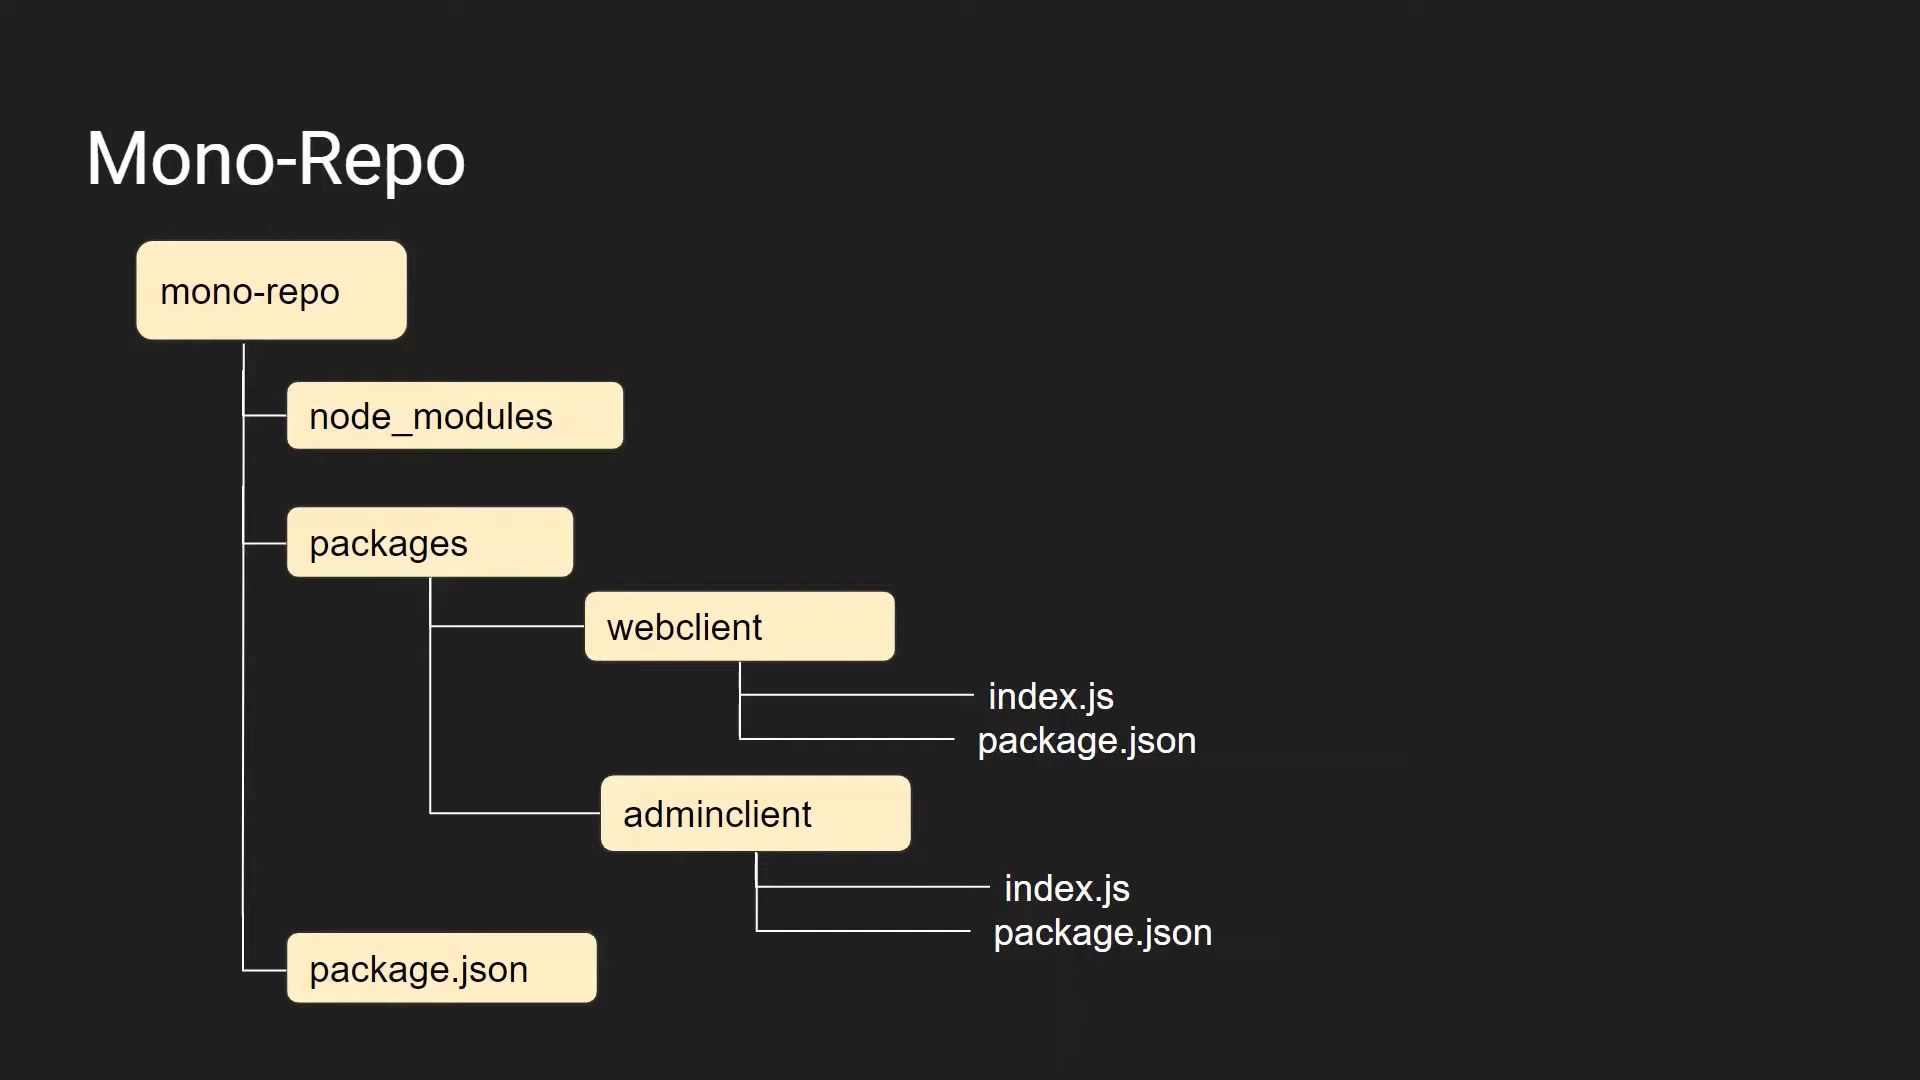 Mono-Repo
mono-repo
node_modules
packages
webclient
index.js
package.json
adminclient
index.js
package.json
package.json